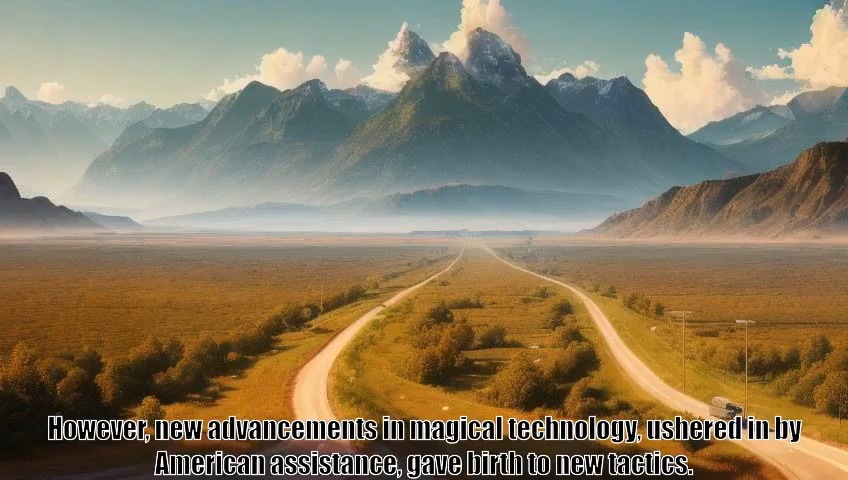 However, new advancements in magical technology, ushered in by
American assistance, gave birth to new tactics.